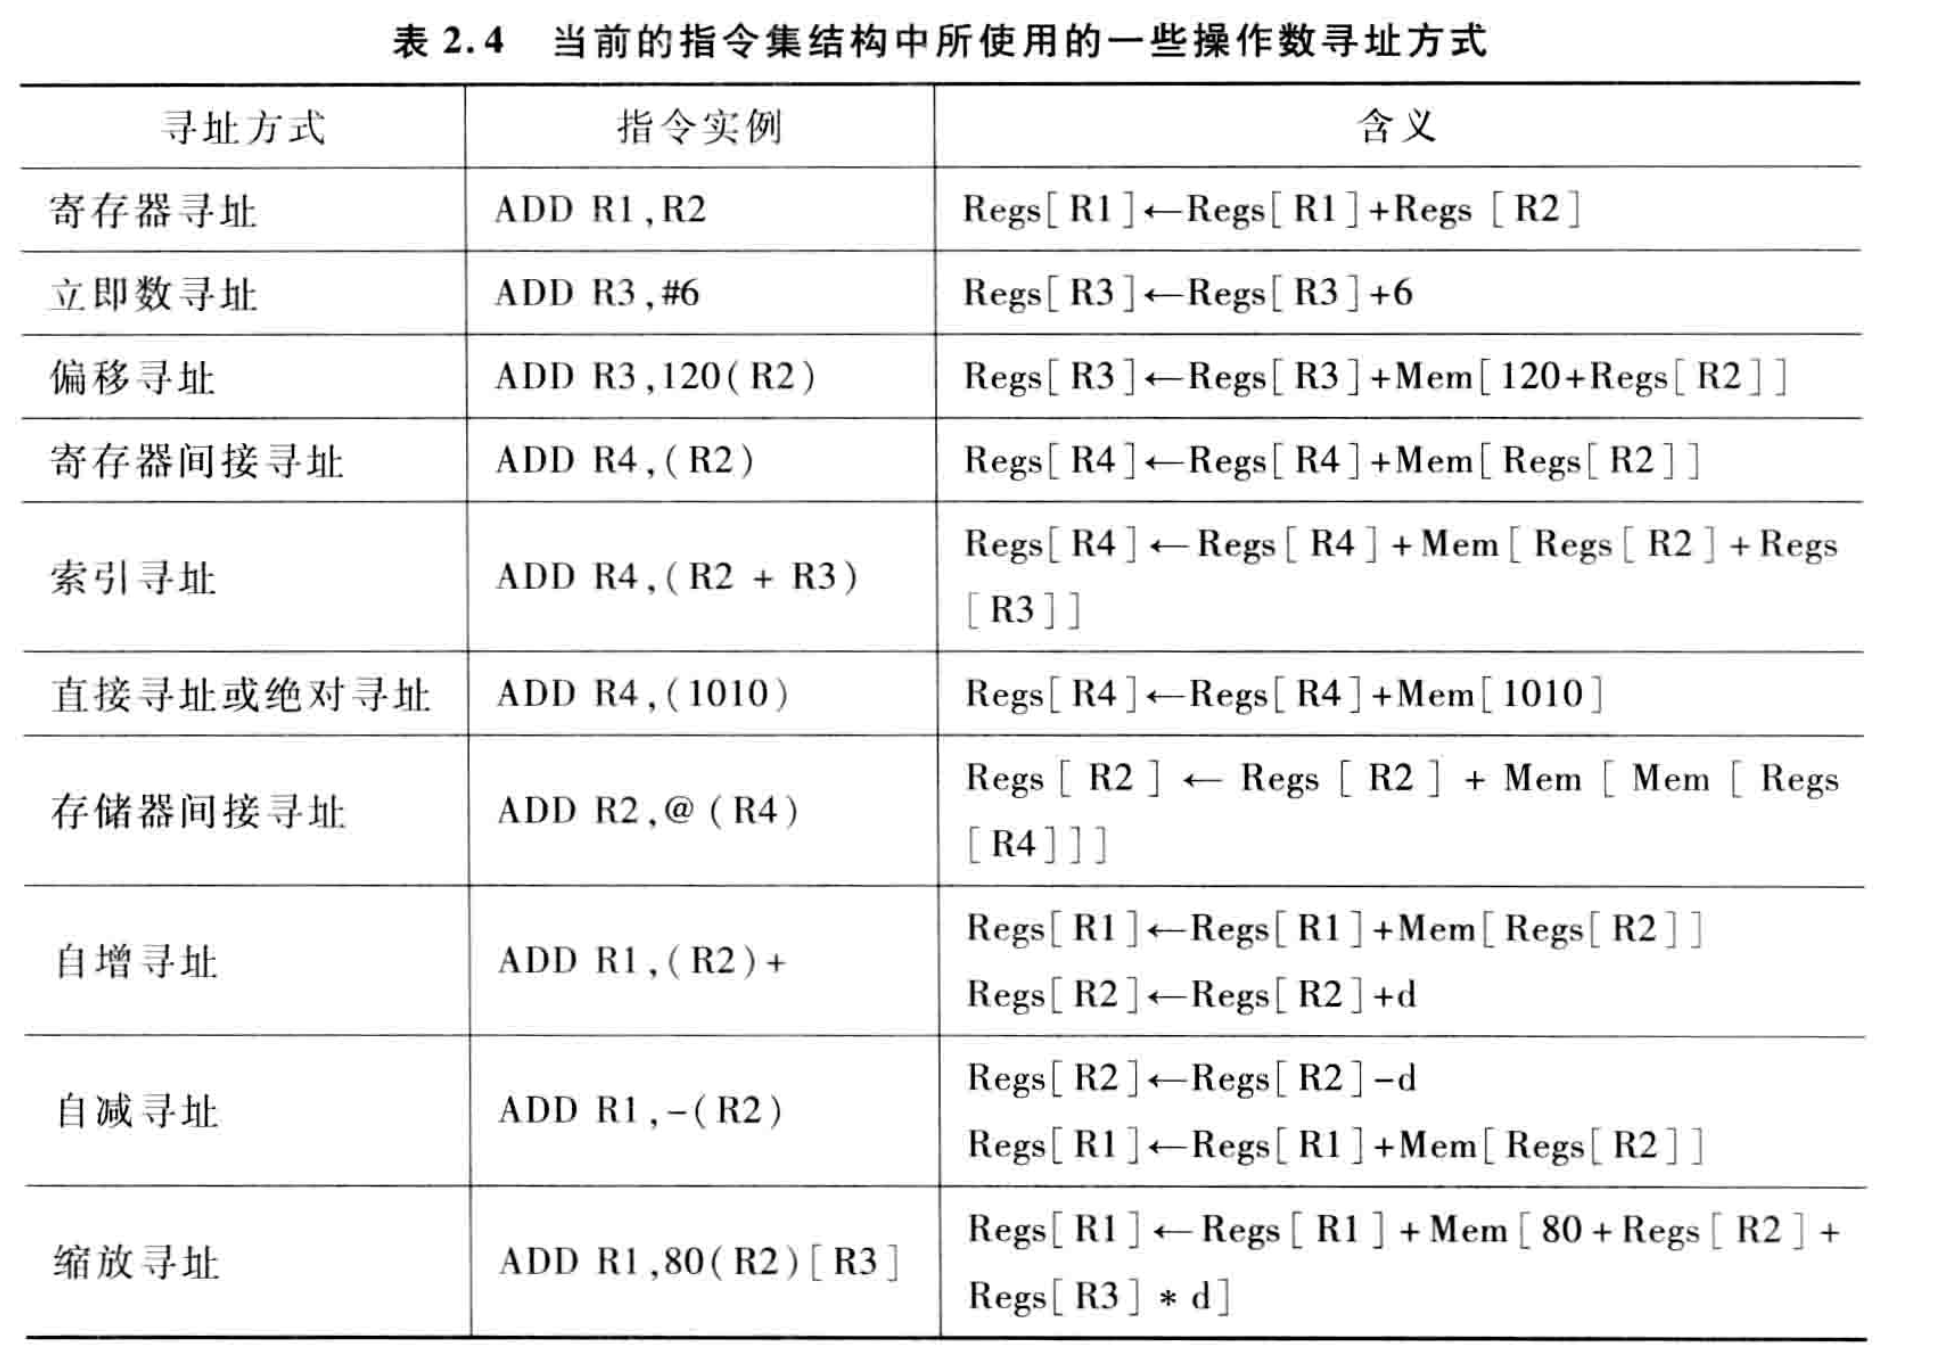 表 2.4 当前的指令集结构中所使用的一些操作数寻址方式
寻址方式 指令实例 含义
寄存器寻址 ADD R1,R2 Regs[R1]←Regs[R1]+Regs [R2]
立即数寻址 ADD R3,#6 Regs[R3]←Regs[R3]+6
偏移寻址 ADD R3,120(R2) Regs[R3]←Regs[R3]+Mem[120+Regs[R2]]
寄存器间接寻址 ADD R4,(R2) Regs[R4]←Regs[R4]+Mem[Regs[R2]]
索引寻址 ADD R4,(R2 + R3) Regs[R4]←Regs[R4]+Mem[Regs[R2]+Regs
[R3]]
直接寻址或绝对寻址 ADD R4,(1010) Regs[R4]←Regs[R4]+Mem[1010]
存储器间接寻址 ADD R2,@(R4) Regs[R2] ← Regs[R2] + Mem[Mem[Regs
[R4]]]
自增寻址 ADD R1,(R2)+ Regs[R1]←Regs[R1]+Mem[Regs[R2]]
Regs[R2]←Regs[R2]+d
自减寻址 ADD R1,-(R2) Regs[R2]←Regs[R2]-d
Regs[R1]←Regs[R1]+Mem[Regs[R2]]
缩放寻址 ADD R1,80(R2)[R3] Regs[R1]←Regs[R1]+Mem[80+Regs[R2]+
Regs[R3]*d]